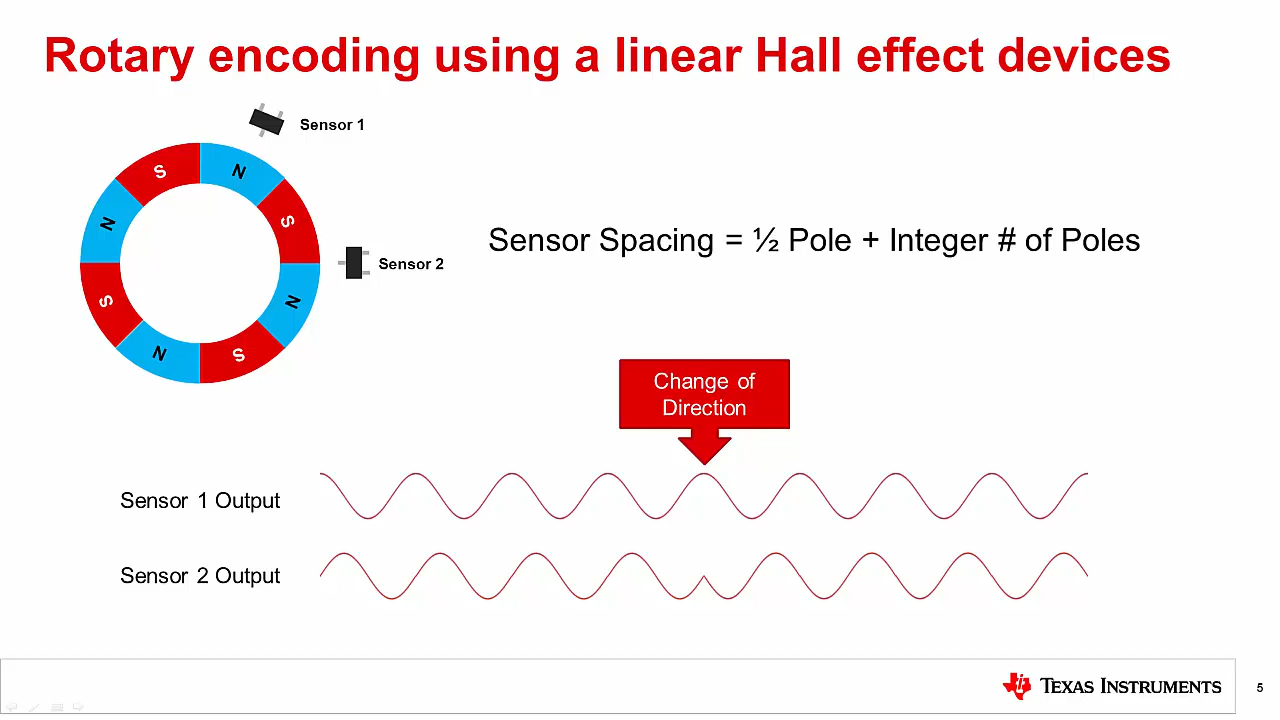 Rotary encoding using a linear Hall effect devices
Sensor 1
S
N
N
S
Sensor Spacing = ½ Pole + Integer # of Poles
Sensor 2
S
N
N
S
Change of
Direction
Sensor 1 Output
Sensor 2 Output
TEXAS INSTRUMENTS
5